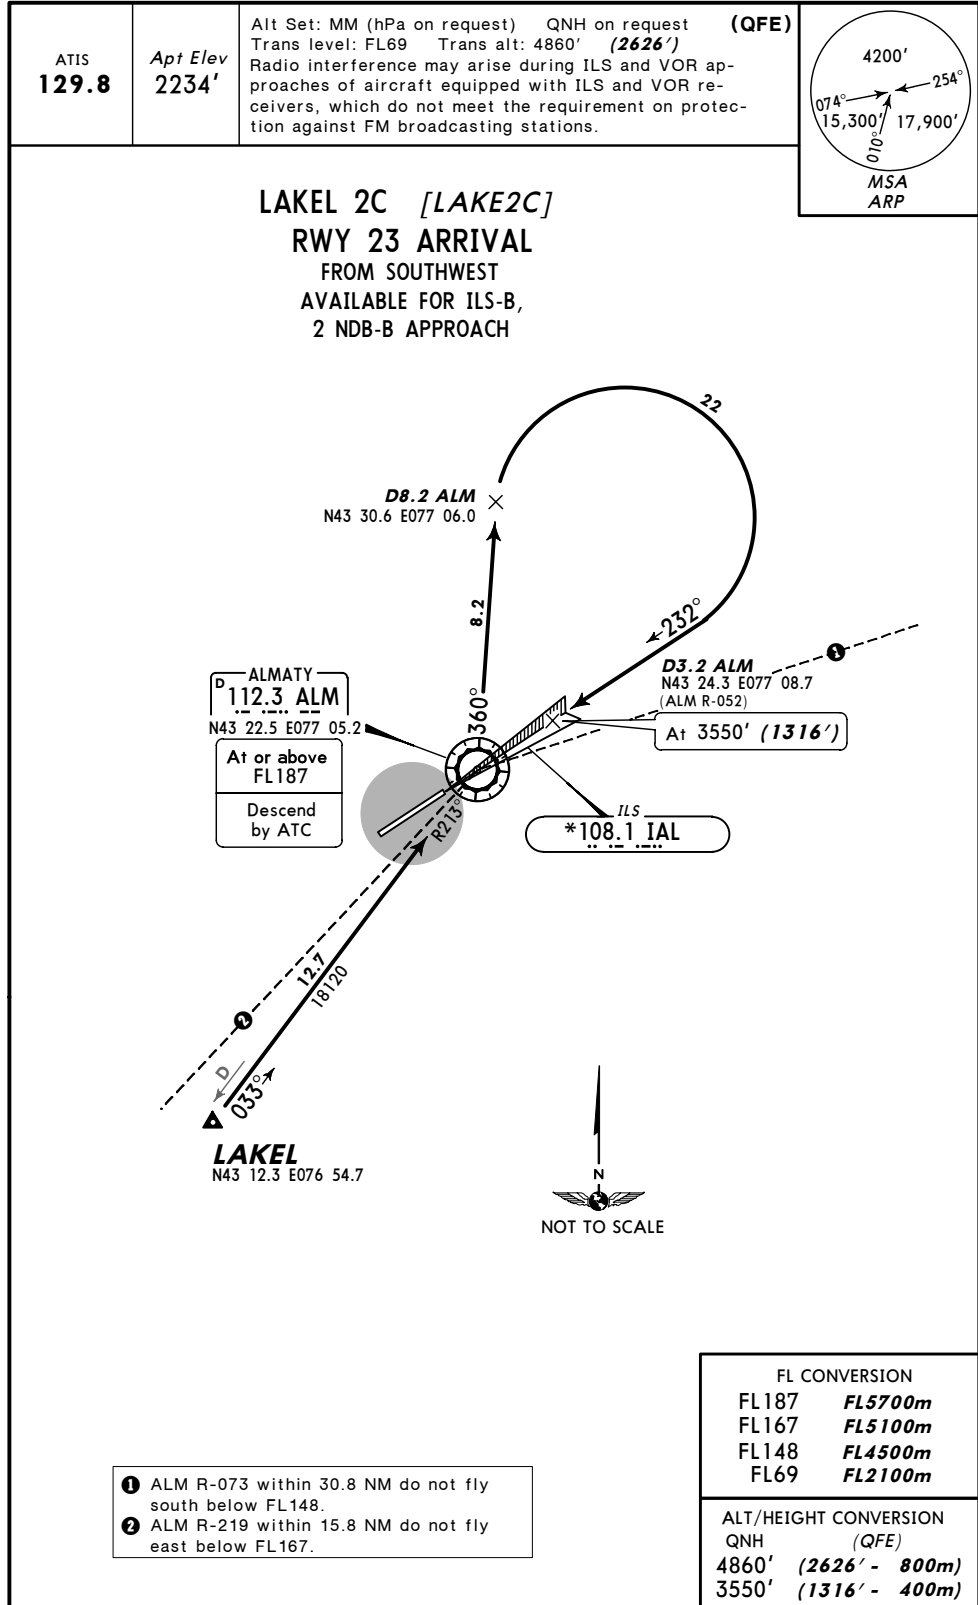 ATIS
129.8
Apt Elev
2234'
Alt Set: MM (hPa on request) QNH on request (QFE)
Trans level: FL69 Trans alt: 4860' (2626')
Radio interference may arise during ILS and VOR ap-
proaches of aircraft equipped with ILS and VOR re-
ceivers, which do not meet the requirement on protec-
tion against FM broadcasting stations.
4200'
074°
254°
15,300'
17,900'
010°
MSA
ARP
LAKEL 2C [LAKE2C]
RWY 23 ARRIVAL
FROM SOUTHWEST
AVAILABLE FOR ILS-B,
2 NDB-B APPROACH
22
D8.2 ALM
N43 30.6 E077 06.0
8.2
232°
1
D3.2 ALM
N43 24.3 E077 08.7
(ALM R-052)
At 3550' (1316')
ALMATY
D 112.3 ALM
N43 22.5 E077 05.2
360°
At or above
FL187
Descend
by ATC
ILS
*108.1 IAL
R213°
12.7
18120
2
D
033°
LAKEL
N43 12.3 E076 54.7
N
NOT TO SCALE
FL CONVERSION
FL187 FL5700m
FL167 FL5100m
FL148 FL4500m
FL69 FL2100m
1 ALM R-073 within 30.8 NM do not fly
south below FL148.
2 ALM R-219 within 15.8 NM do not fly
east below FL167.
ALT/HEIGHT CONVERSION
QNH (QFE)
4860' (2626' - 800m)
3550' (1316' - 400m)